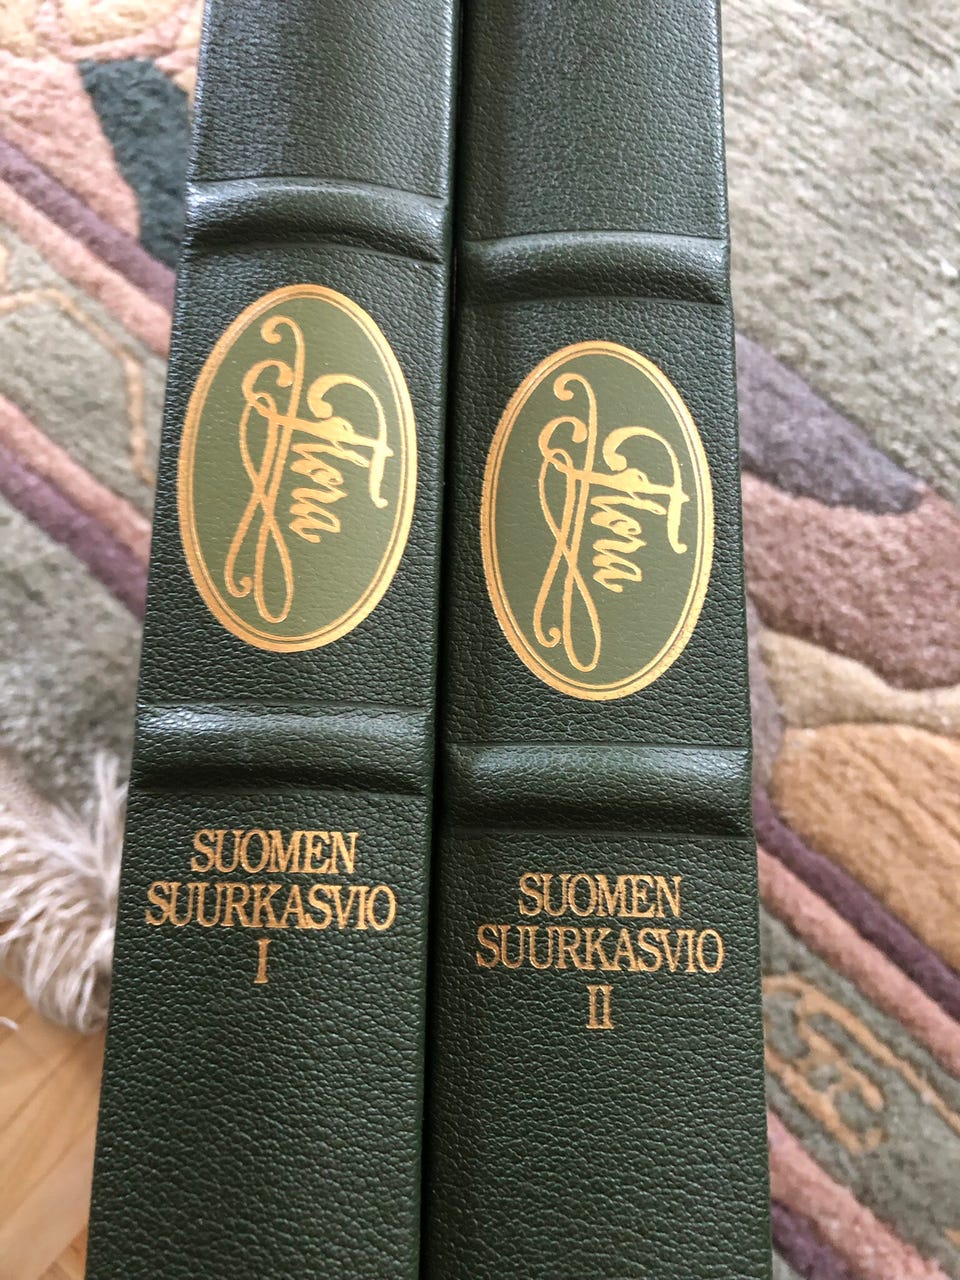 Flora
SUOMEN
SUURKASVIO
I
Flora
SUOMEN
SUURKASVIO
II